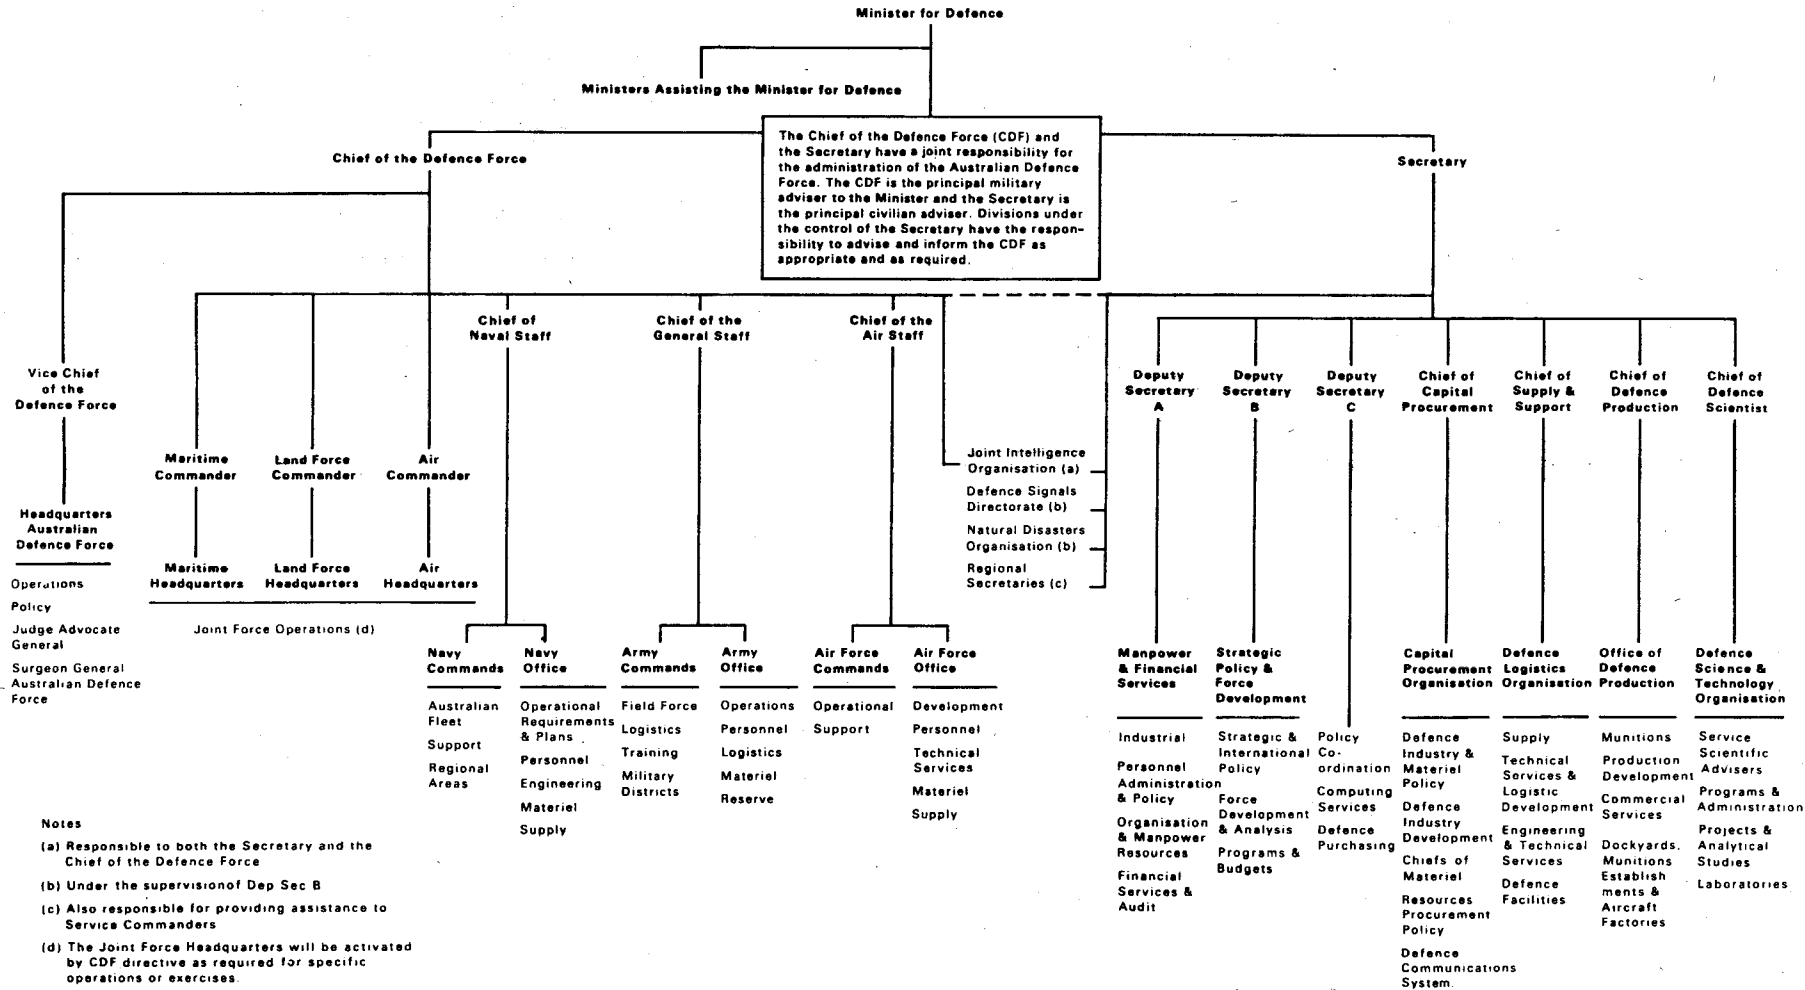 Minister for Defence
Ministers Assisting the Minister for Defence
The Chief of the Defence Force (CDF) and
the Secretary have a joint responsibility for
the administration of the Australian Defence
Force. The CDF is the principal military
adviser to the Minister and the Secretary is
the principal civilian adviser. Divisions under
the control of the Secretary have the respon-
sibility to advise and inform the CDF as
appropriate and as required.
Chief of the Defence Force
Secretary
Vice Chief
of the
Defence Force
Headquarters
Australian
Defence Force
Operations
Policy
Judge Advocate
General
Surgeon General
Australian Defence
Force
Maritime
Commander
Land Force
Commander
Air
Commander
Maritime
Headquarters
Land Force
Headquarters
Air
Headquarters
Joint Force Operations (d)
Chief of
Naval Staff
Chief of the
General Staff
Chief of the
Air Staff
Navy
Commands
Australian
Fleet
Support
Regional
Areas
Navy
Office
Operational
Requirements
& Plans
Personnel
Engineering
Materiel
Supply
Army
Commands
Field Force
Logistics
Training
Military
Districts
Army
Office
Operations
Personnel
Logistics
Materiel
Reserve
Air Force
Commands
Operational
Support
Air Force
Office
Development
Personnel
Technical
Services
Materiel
Supply
Joint Intelligence
Organisation (a)
Defence Signals
Directorate (b)
Natural Disasters
Organisation (b)
Regional
Secretaries (c)
Deputy
Secretary
A
Deputy
Secretary
B
Deputy
Secretary
C
Chief of
Capital
Procurement
Chief of
Supply &
Support
Chief of
Defence
Production
Chief of
Defence
Scientist
Manpower
& Financial
Services
Industrial
Personnel
Administration
& Policy
Organisation
& Manpower
Resources
Financial
Services &
Audit
Strategic
Policy &
Force
Development
Strategic &
International
Policy
Force
Development
& Analysis
Programs &
Budgets
Policy
Co-
ordination
Computing
Services
Defence
Purchasing
Capital
Procurement
Organisation
Defence
Industry &
Materiel
Policy
Defence
Industry
Development
Chiefs of
Materiel
Resources
Procurement
Policy
Defence
Communications
System.
Defence
Logistics
Organisation
Supply
Technical
Services &
Logistic
Development
Engineering
& Technical
Services
Defence
Facilities
Office of
Defence
Production
Munitions
Production
Development
Commercial
Services
Dockyards,
Munitions
Establish
ments &
Aircraft
Factories
Defence
Science &
Technology
Organisation
Service
Scientific
Advisers
Programs &
Administration
Projects &
Analytical
Studies
Laboratories
Notes
(a) Responsible to both the Secretary and the
Chief of the Defence Force
(b) Under the supervisionof Dep Sec B
(c) Also responsible for providing assistance to
Service Commanders
(d) The Joint Force Headquarters will be activated
by CDF directive as required for specific
operations or exercises.